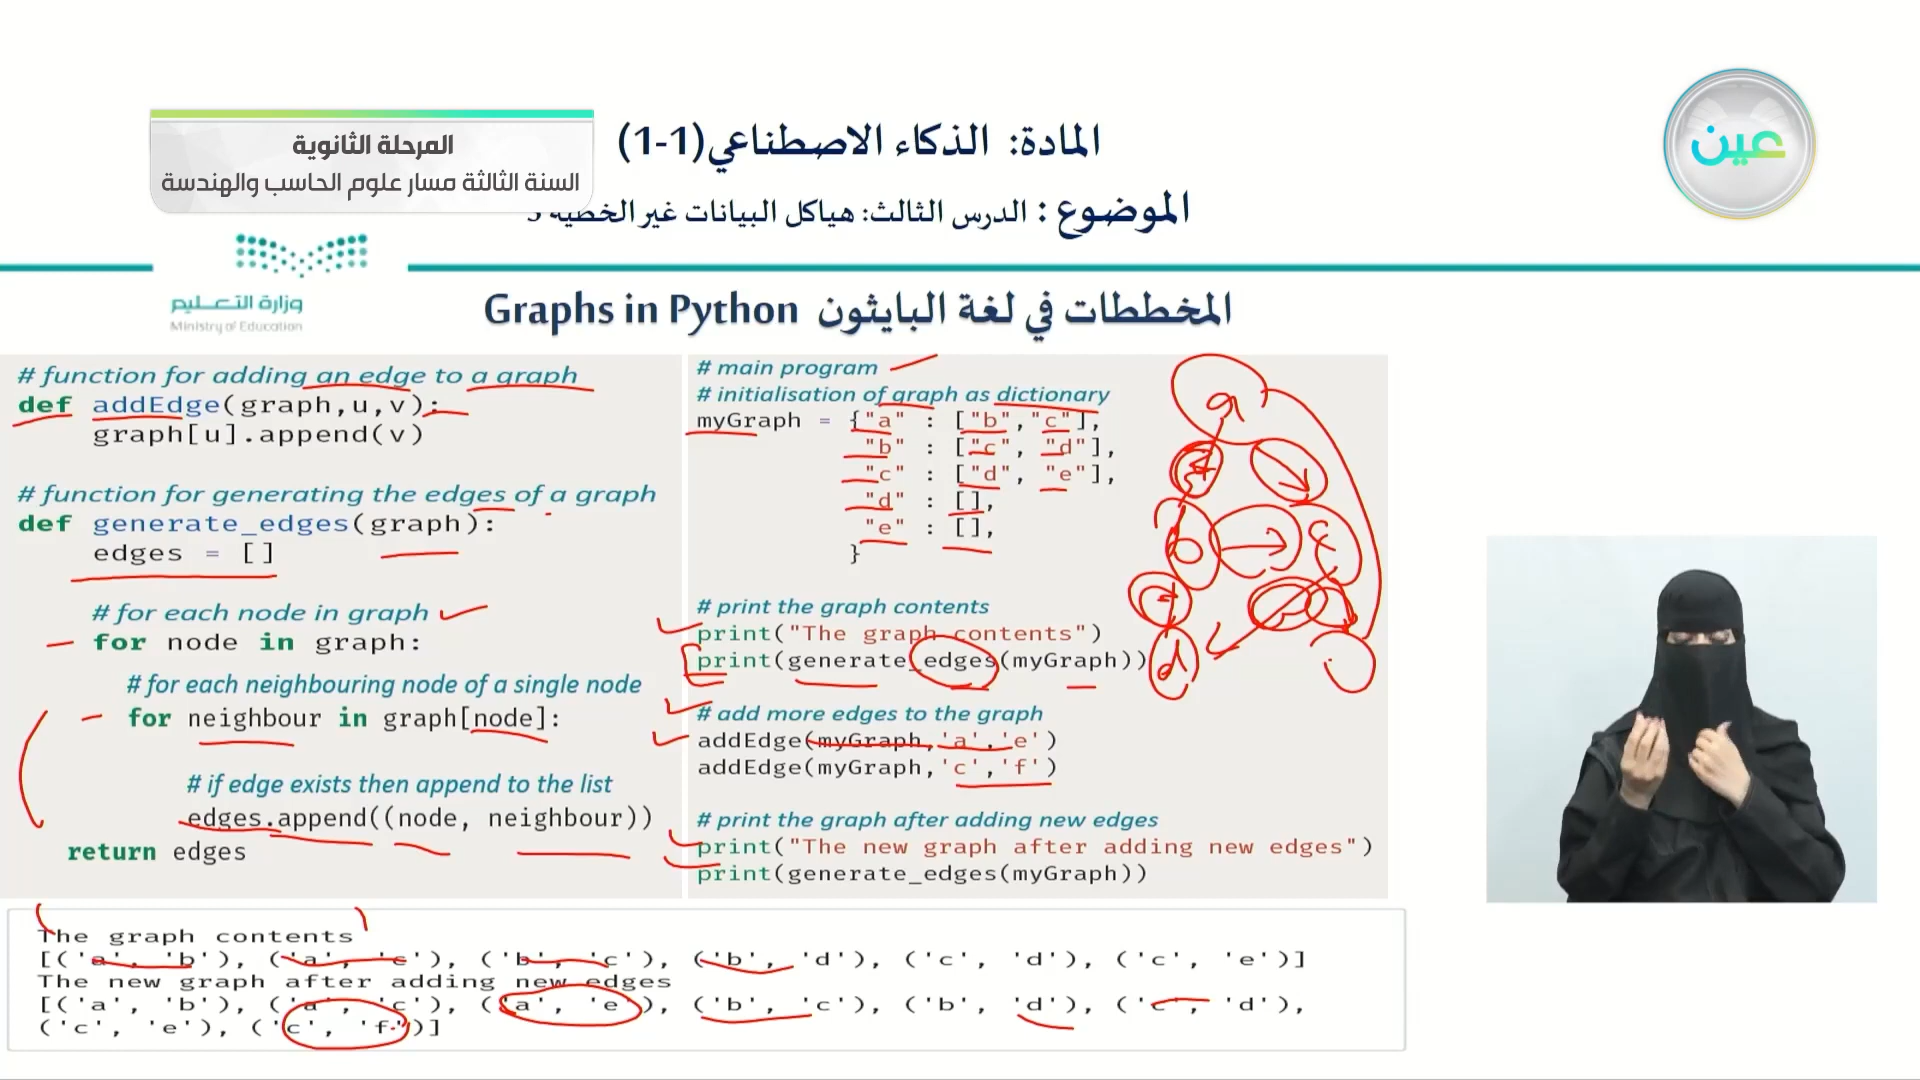 المرحلة الثانوية
السنة الثالثة مسار علوم الحاسب والهندسة
المادة: الذكاء الاصطناعي(1-1)
الموضوع : الدرس الثالث: هياكل البيانات غير الخطية
عين
وزارة التعليم
Ministry of Education
المخططات في لغة البايثون Graphs in Python
# function for adding an edge to a graph
def addEdge(graph,u,v):
graph[u].append(v)
# function for generating the edges of a graph
def generate_edges(graph):
edges = []
# for each node in graph
for node in graph:
# for each neighbouring node of a single node
for neighbour in graph[node]:
# if edge exists then append to the list
edges.append((node, neighbour))
return edges
# main program
# initialisation of graph as dictionary
myGraph = {"a" : ["b","c"],
"b" : ["c", "d"],
"c" : ["d", "e"],
"d" : [],
"e" : [],
}
# print the graph contents
print("The graph contents")
print(generate_edges(myGraph))
# add more edges to the graph
addEdge(myGraph,'a','e')
addEdge(myGraph,'c','f')
# print the graph after adding new edges
print("The new graph after adding new edges")
print(generate_edges(myGraph))
a
b
c
d
The graph contents
[('a', 'b'), ('a', 'c'), ('b', 'c'), ('b', 'd'), ('c', 'd'), ('c', 'e')]
The new graph after adding new edges
[('a', 'b'), ('a', 'c'), ('a', 'e'), ('b', 'c'), ('b', 'd'), ('c', 'd'),
('c', 'e'), ('c', 'f')]